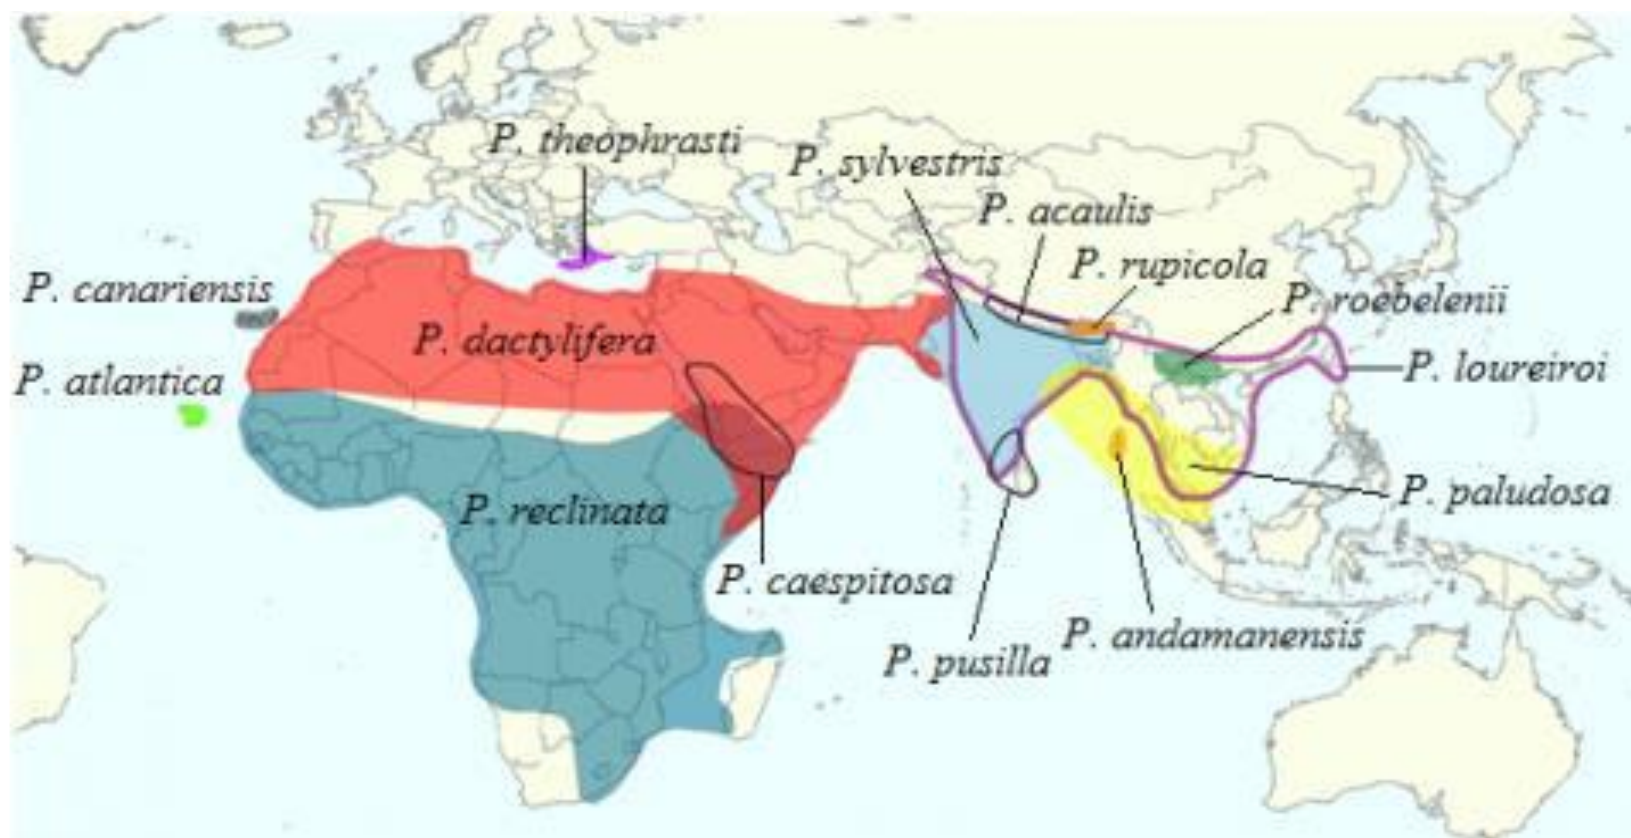 P. theophrasti
P. sylvestris
P. acaulis
P. rupicola
P. canariensis
P. roebelenii
P. dactylifera
P. atlantica
P. loureiroi
P. paludosa
P. reclinata
P. caespitosa
P. andamanensis
P. pusilla